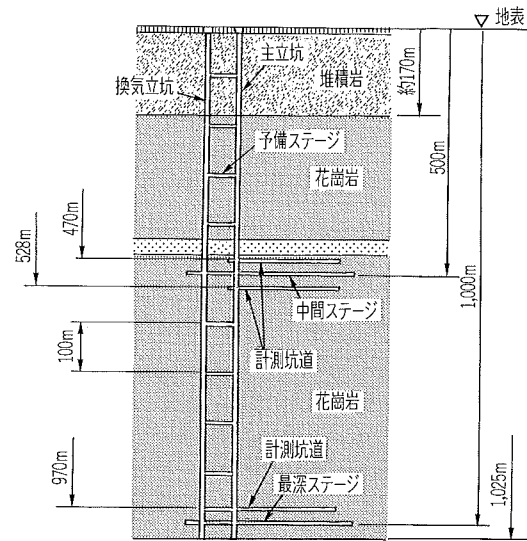 ▽ 地表
主立坑
換気立坑
堆積岩
約170m
予備ステージ
花崗岩
500m
470m
528m
中間ステージ
1,000m
100m
計測坑道
花崗岩
計測坑道
970m
最深ステージ
1,025m